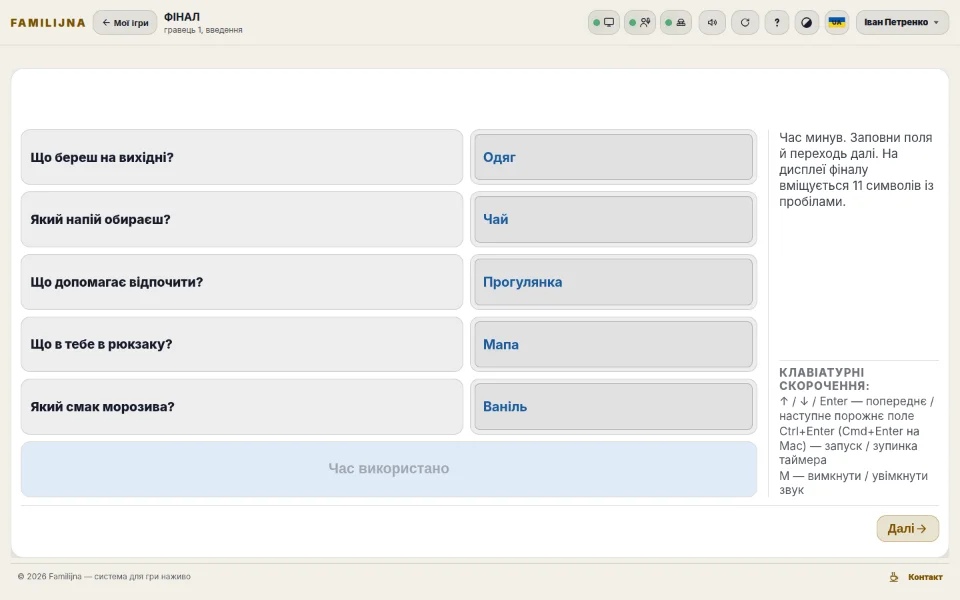 FAMILIJNA
← Мої ігри
ФІНАЛ
гравець 1, введення
?
UA
Іван Петренко
Що береш на вихідні?
Одяг
Який напій обираєш?
Чай
Що допомагає відпочити?
Прогулянка
Що в тебе в рюкзаку?
Мапа
Який смак морозива?
Ваніль
Час використано
Час минув. Заповни поля
й переходь далі. На
дисплеї фіналу
вміщується 11 символів із
пробілами.
КЛАВІАТУРНІ
СКОРОЧЕННЯ:
↑ / ↓ / Enter — попереднє /
наступне порожнє поле
Ctrl+Enter (Cmd+Enter на
Mac) — запуск / зупинка
таймера
M — вимкнути / увімкнути
звук
Далі→
© 2026 Familijna — система для гри наживо
Контакт